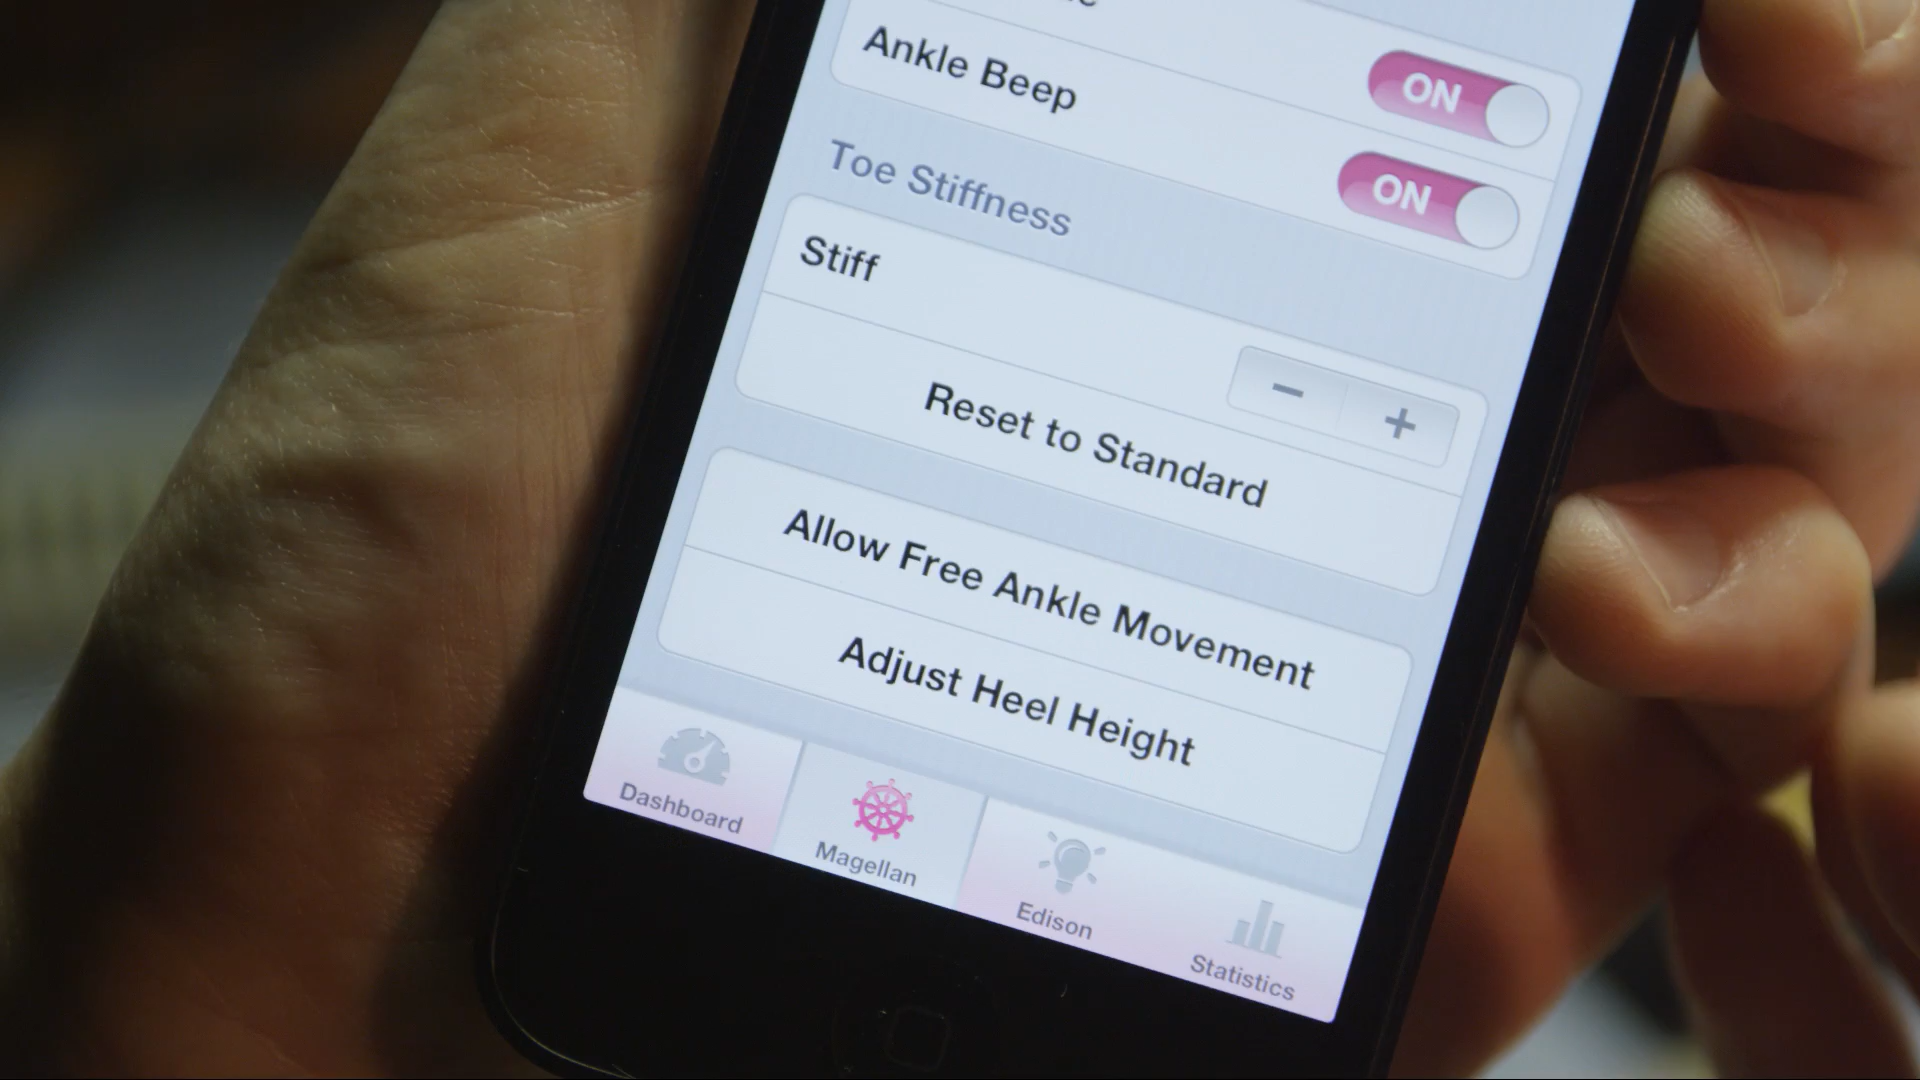 ON
Ankle Beep
ON
Toe Stiffness
Stiff
− +
Reset to Standard
Allow Free Ankle Movement
Adjust Heel Height
Dashboard
Magellan
Edison
Statistics